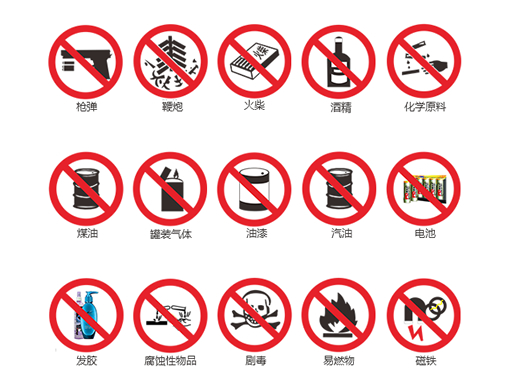 枪弹 鞭炮 火柴 酒精 化学原料
煤油 罐装气体 油漆 汽油 电池
发胶 腐蚀性物品 剧毒 易燃物 磁铁